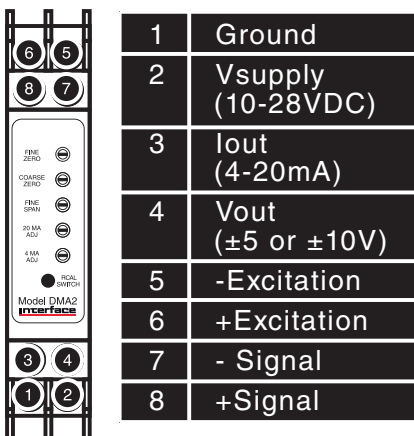 6 5
8 7
FINE
ZERO
COARSE
ZERO
FINE
SPAN
20 MA
ADJ
4 MA
ADJ
RCAL
SWITCH
Model DMA2
Interface
3 4
1 2
1 Ground
2 Vsupply
(10-28VDC)
3 Iout
(4-20mA)
4 Vout
(±5 or ±10V)
5 -Excitation
6 +Excitation
7 - Signal
8 +Signal